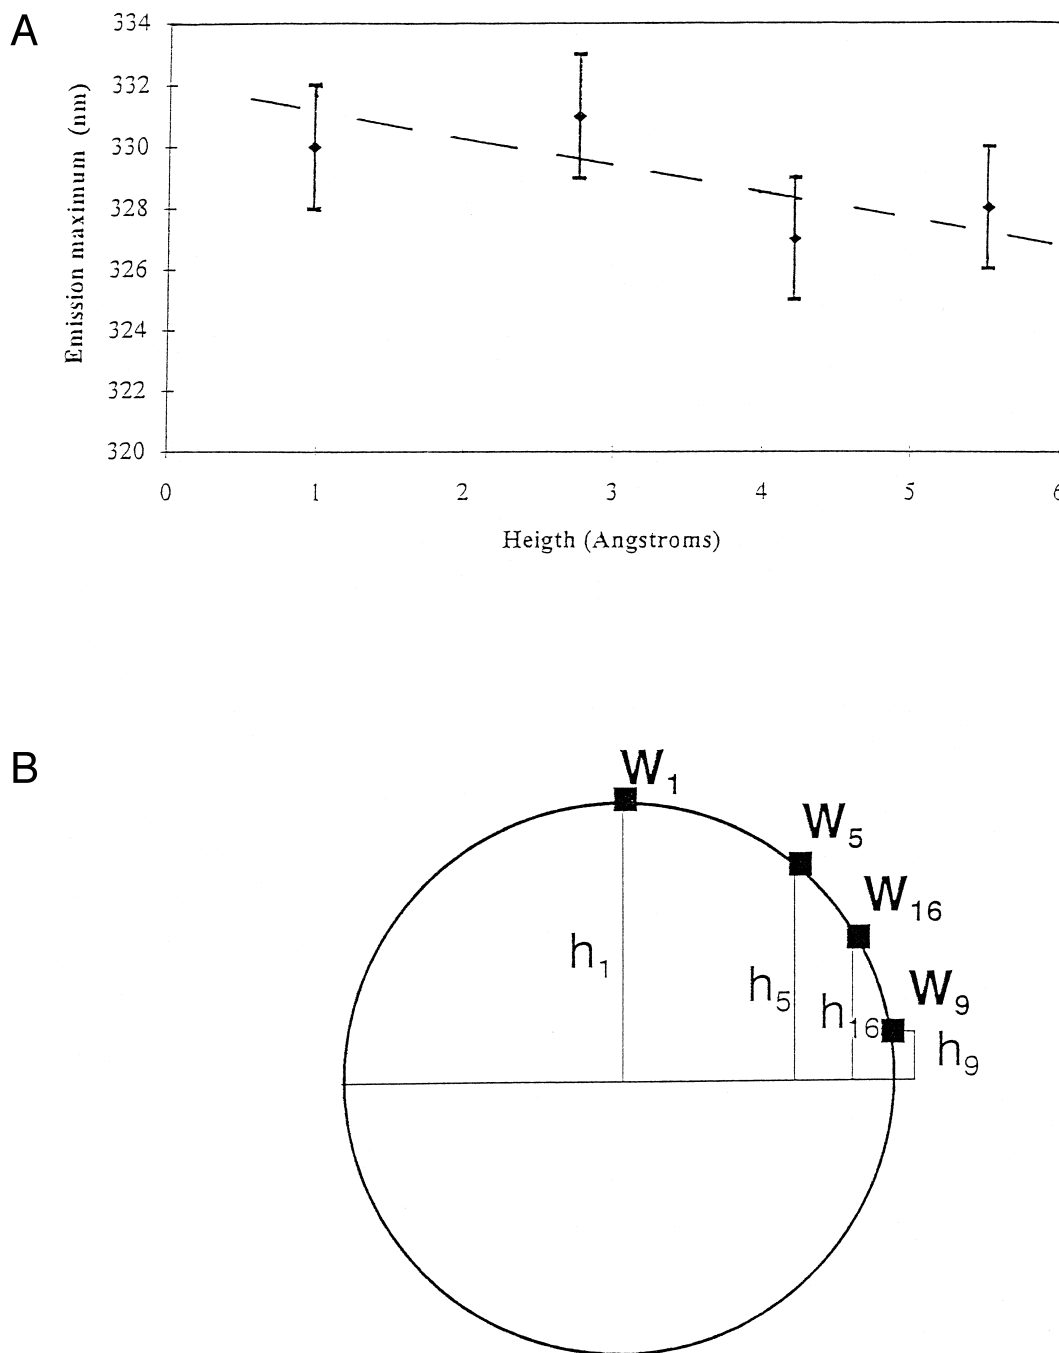 A
334
332
330
328
326
324
322
320
Emission maximum (nm)
0 1 2 3 4 5 6
Heigth (Angstroms)
B
W1
W5
W16
W9
h1
h5
h16
h9